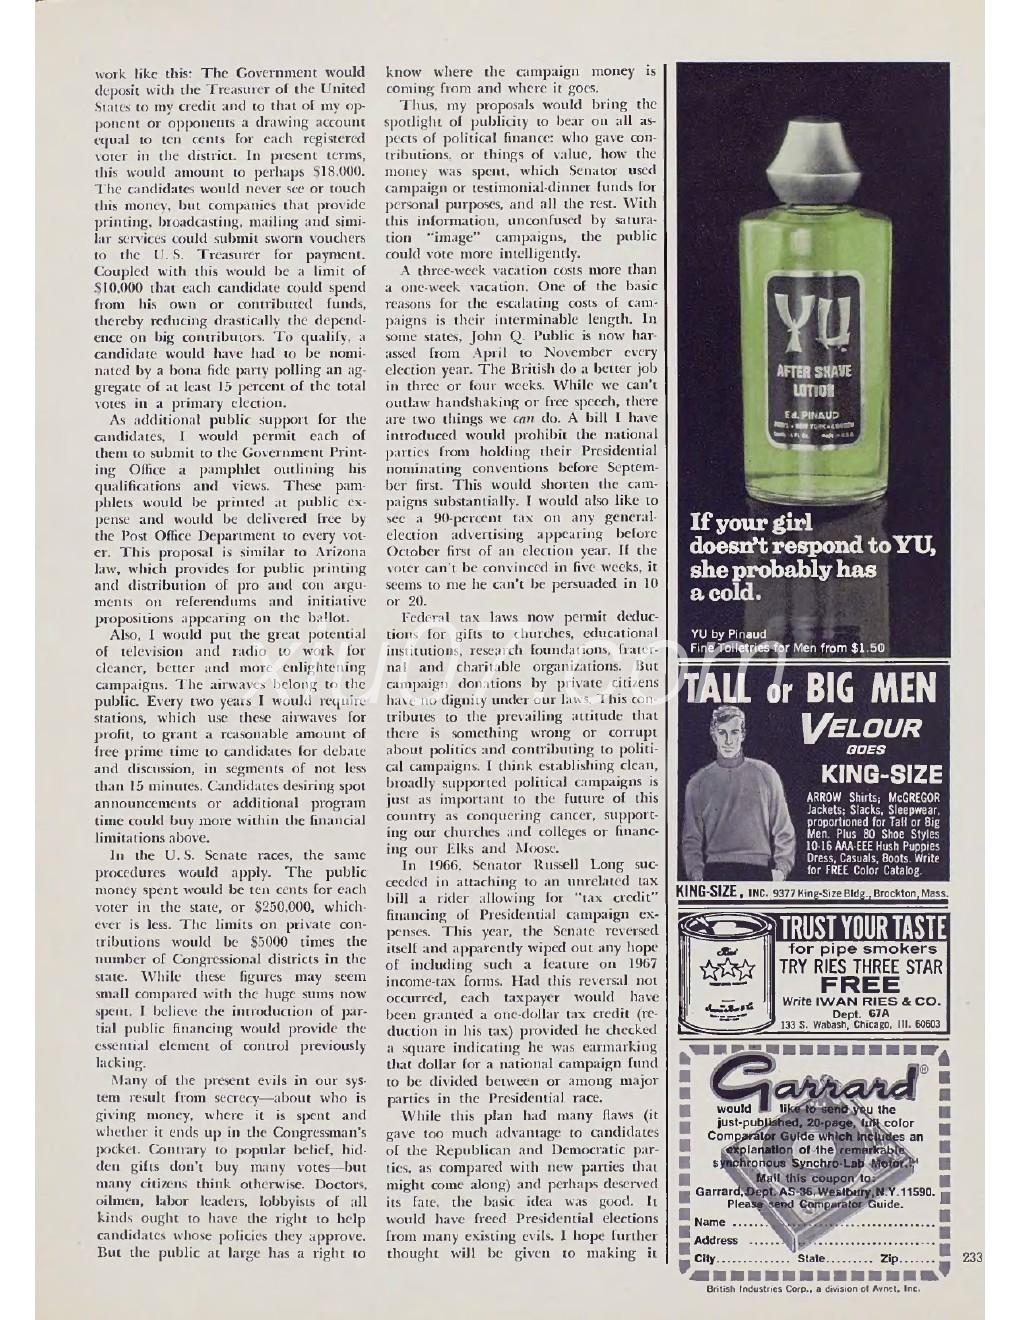 work like this: The Government would
deposit with the Treasurer of the United
States to my credit and to that of my op-
ponent or opponents a drawing account
equal to ten cents for each registered
voter in the district. In present terms,
this would amount to perhaps $18,000.
The candidates would never see or touch
this money, but companies that provide
printing, broadcasting, mailing and simi-
lar services could submit sworn vouchers
to the U. S. Treasurer for payment.
Coupled with this would be a limit of
$10,000 that each candidate could spend
from his own or contributed funds,
thereby reducing drastically the depend-
ence on big contributors. To qualify, a
candidate would have had to be nomi-
nated by a bona fide party polling an ag-
gregate of at least 15 percent of the total
votes in a primary election.
As additional public support for the
candidates, I would permit each of
them to submit to the Government Print-
ing Office a pamphlet outlining his
qualifications and views. These pam-
phlets would be printed at public ex-
pense and would be delivered free by
the Post Office Department to every vot-
er. This proposal is similar to Arizona
law, which provides for public printing
and distribution of pro and con argu-
ments on referendums and initiative
propositions appearing on the ballot.
Also, I would put the great potential
of television and radio to work for
cleaner, better and more enlightening
campaigns. The airwaves belong to the
public. Every two years I would require
stations, which use these airwaves for
profit, to grant a reasonable amount of
free prime time to candidates for debate
and discussion, in segments of not less
than 15 minutes. Candidates desiring spot
announcements or additional program
time could buy more within the financial
limitations above.
In the U. S. Senate races, the same
procedures would apply. The public
money spent would be ten cents for each
voter in the state, or $250,000, which-
ever is less. The limits on private con-
tributions would be $5000 times the
number of Congressional districts in the
state. While these figures may seem
small compared with the huge sums now
spent, I believe the introduction of par-
tial public financing would provide the
essential element of control previously
lacking.
Many of the present evils in our sys-
tem result from secrecy—about who is
giving money, where it is spent and
whether it ends up in the Congressman's
pocket. Contrary to popular belief, hid-
den gifts don't buy many votes—but
many citizens think otherwise. Doctors,
oilmen, labor leaders, lobbyists of all
kinds ought to have the right to help
candidates whose policies they approve.
But the public at large has a right to
know where the campaign money is
coming from and where it goes.
Thus, my proposals would bring the
spotlight of publicity to bear on all as-
pects of political finance: who gave con-
tributions, or things of value, how the
money was spent, which Senator used
campaign or testimonial-dinner funds for
personal purposes, and all the rest. With
this information, unconfused by satura-
tion "image" campaigns, the public
could vote more intelligently.
A three-week vacation costs more than
a one-week vacation. One of the basic
reasons for the escalating costs of cam-
paigns is their interminable length. In
some states, John Q. Public is now har-
assed from April to November every
election year. The British do a better job
in three or four weeks. While we can't
outlaw handshaking or free speech, there
are two things we can do. A bill I have
introduced would prohibit the national
parties from holding their Presidential
nominating conventions before Septem-
ber first. This would shorten the cam-
paigns substantially. I would also like to
see a 90-percent tax on any general-
election advertising appearing before
October first of an election year. If the
voter can't be convinced in five weeks, it
seems to me he can't be persuaded in 10
or 20.
Federal tax laws now permit deduc-
tions for gifts to churches, educational
institutions, research foundations, frater-
nal and charitable organizations. But
campaign donations by private citizens
have no dignity under our laws. This con-
tributes to the prevailing attitude that
there is something wrong or corrupt
about politics and contributing to politi-
cal campaigns. I think establishing clean,
broadly supported political campaigns is
just as important to the future of this
country as conquering cancer, support-
ing our churches and colleges or financ-
ing our Elks and Moose.
In 1966, Senator Russell Long suc-
ceeded in attaching to an unrelated tax
bill a rider allowing for "tax credit"
financing of Presidential campaign ex-
penses. This year, the Senate reversed
itself and apparently wiped out any hope
of including such a feature on 1967
income-tax forms. Had this reversal not
occurred, each taxpayer would have
been granted a one-dollar tax credit (re-
duction in his tax) provided he checked
a square indicating he was earmarking
that dollar for a national campaign fund
to be divided between or among major
parties in the Presidential race.
While this plan had many flaws (it
gave too much advantage to candidates
of the Republican and Democratic par-
ties, as compared with new parties that
might come along) and perhaps deserved
its fate, the basic idea was good. It
would have freed Presidential elections
from many existing evils. I hope further
thought will be given to making it
YU
AFTER SHAVE
LOTION
Ed. PINAUD
If your girl
doesn't respond to YU,
she probably has
a cold.
YU by Pinaud
Fine Toiletries for Men from $1.50
TALL or BIG MEN
VELOUR
GOES
KING-SIZE
ARROW Shirts; McGREGOR
Jackets; Slacks, Sleepwear,
proportioned for Tall or Big
Men. Plus 80 Shoe Styles
10-16 AAA-EEE Hush Puppies
Dress, Casuals, Boots. Write
for FREE Color Catalog.
KING-SIZE, INC. 9377 King-Size Bldg., Brockton, Mass.
TRUST YOUR TASTE
for pipe smokers
TRY RIES THREE STAR
FREE
Write IWAN RIES & CO.
Dept. G7A
133 S. Wabash, Chicago, Ill. 60603
Garrard®
would like to send you the
just-published, 20-page, full color
Comparator Guide which includes an
explanation of the remarkable
synchronous Synchro-Lab Motor.™
Mail this coupon to:
Garrard, Dept. AS-36, Westbury, N.Y. 11590.
Please send Comparator Guide.
Name
Address
City State Zip
British Industries Corp., a division of Avnet, Inc.
233